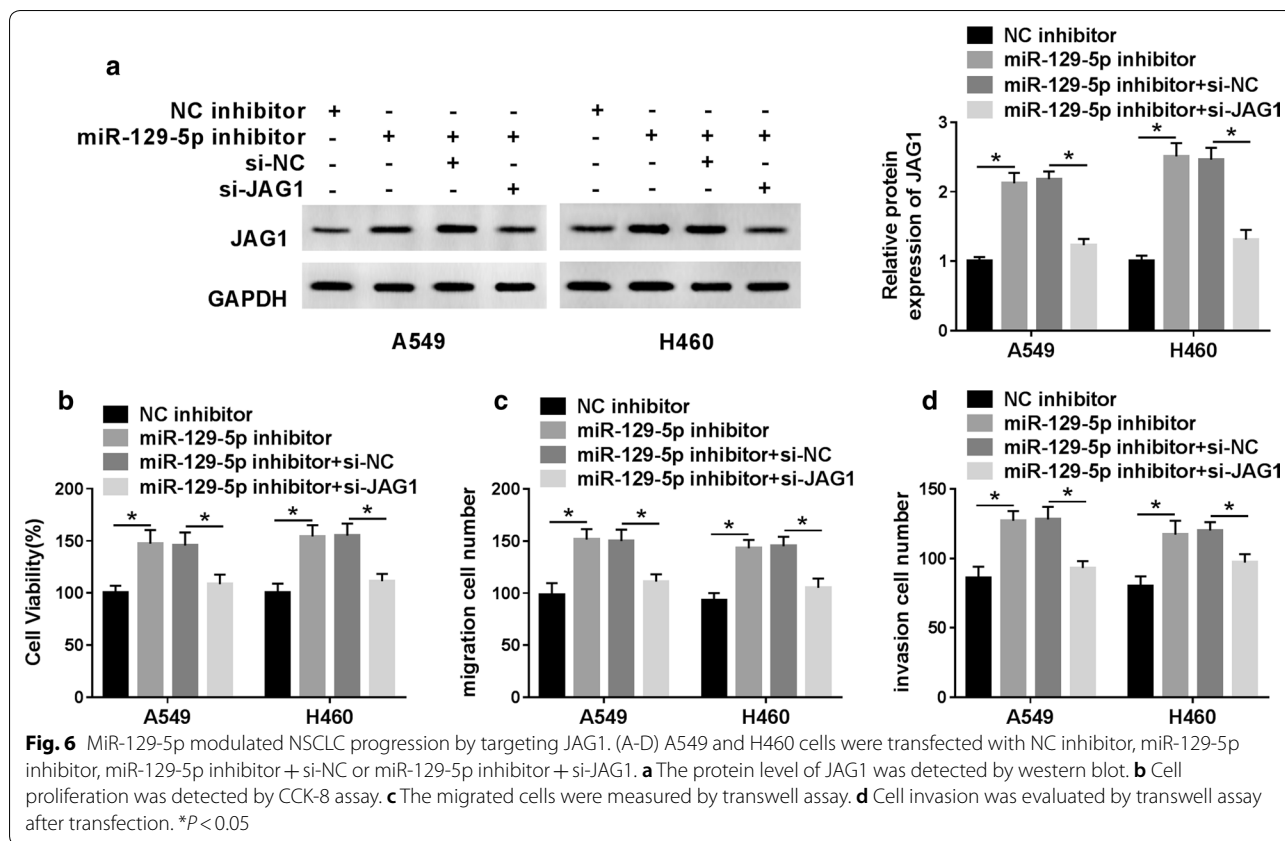 a
NC inhibitor + - - - + - - -
miR-129-5p inhibitor - + + + - + + +
si-NC - - + - - - + -
si-JAG1 - - - + - - - +
JAG1
GAPDH
A549 H460
NC inhibitor
miR-129-5p inhibitor
miR-129-5p inhibitor+si-NC
miR-129-5p inhibitor+si-JAG1
Relative protein
expression of JAG1
3
2
1
0
* * * *
A549 H460
b
NC inhibitor
miR-129-5p inhibitor
miR-129-5p inhibitor+si-NC
miR-129-5p inhibitor+si-JAG1
Cell Viability(%)
200
150
100
50
0
* * * *
A549 H460
c
NC inhibitor
miR-129-5p inhibitor
miR-129-5p inhibitor+si-NC
miR-129-5p inhibitor+si-JAG1
migration cell number
200
150
100
50
0
* * * *
A549 H460
d
NC inhibitor
miR-129-5p inhibitor
miR-129-5p inhibitor+si-NC
miR-129-5p inhibitor+si-JAG1
invasion cell number
150
100
50
0
* * * *
A549 H460
Fig. 6 MiR-129-5p modulated NSCLC progression by targeting JAG1. (A-D) A549 and H460 cells were transfected with NC inhibitor, miR-129-5p
inhibitor, miR-129-5p inhibitor + si-NC or miR-129-5p inhibitor + si-JAG1. a The protein level of JAG1 was detected by western blot. b Cell
proliferation was detected by CCK-8 assay. c The migrated cells were measured by transwell assay. d Cell invasion was evaluated by transwell assay
after transfection. *P < 0.05